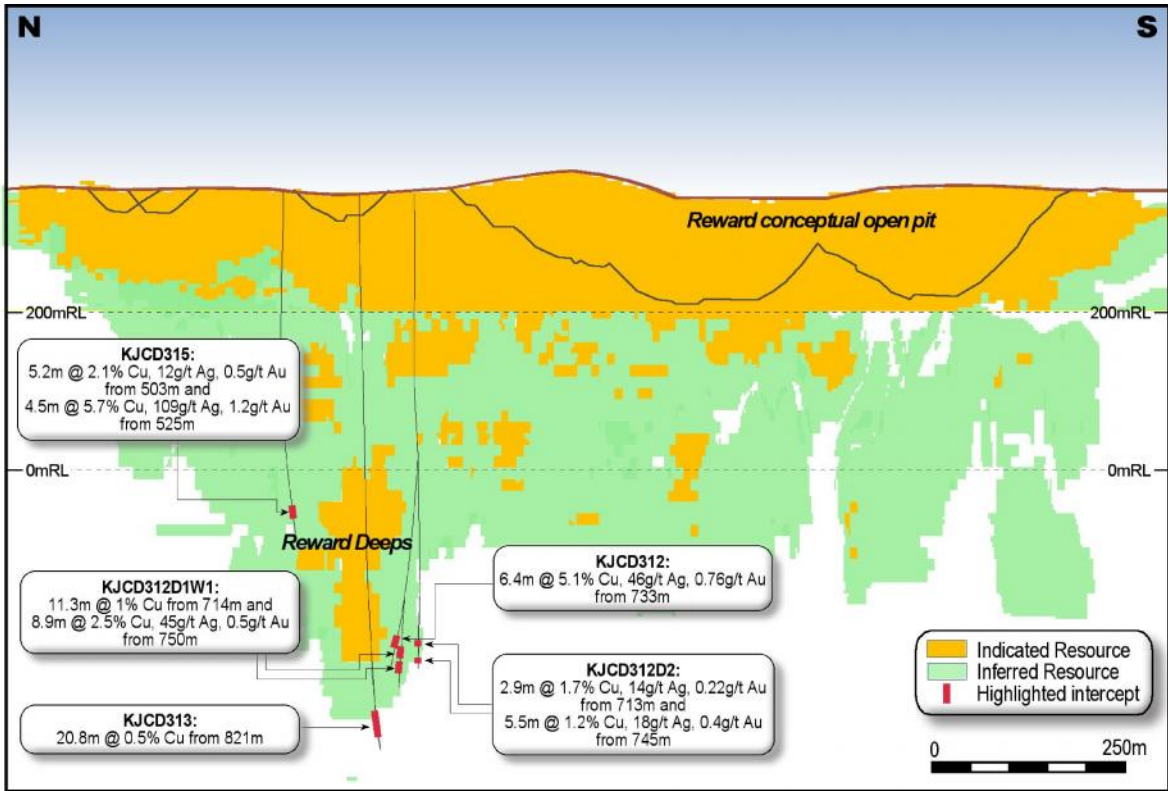 N
S
Reward conceptual open pit
200mRL
200mRL
KJCD315:
5.2m @ 2.1% Cu, 12g/t Ag, 0.5g/t Au
from 503m and
4.5m @ 5.7% Cu, 109g/t Ag, 1.2g/t Au
from 525m
0mRL
0mRL
Reward Deeps
KJCD312:
6.4m @ 5.1% Cu, 46g/t Ag, 0.76g/t Au
from 733m
KJCD312D1W1:
11.3m @ 1% Cu from 714m and
8.9m @ 2.5% Cu, 45g/t Ag, 0.5g/t Au
from 750m
KJCD312D2:
2.9m @ 1.7% Cu, 14g/t Ag, 0.22g/t Au
from 713m and
5.5m @ 1.2% Cu, 18g/t Ag, 0.4g/t Au
from 745m
KJCD313:
20.8m @ 0.5% Cu from 821m
Indicated Resource
Inferred Resource
Highlighted intercept
0
250m